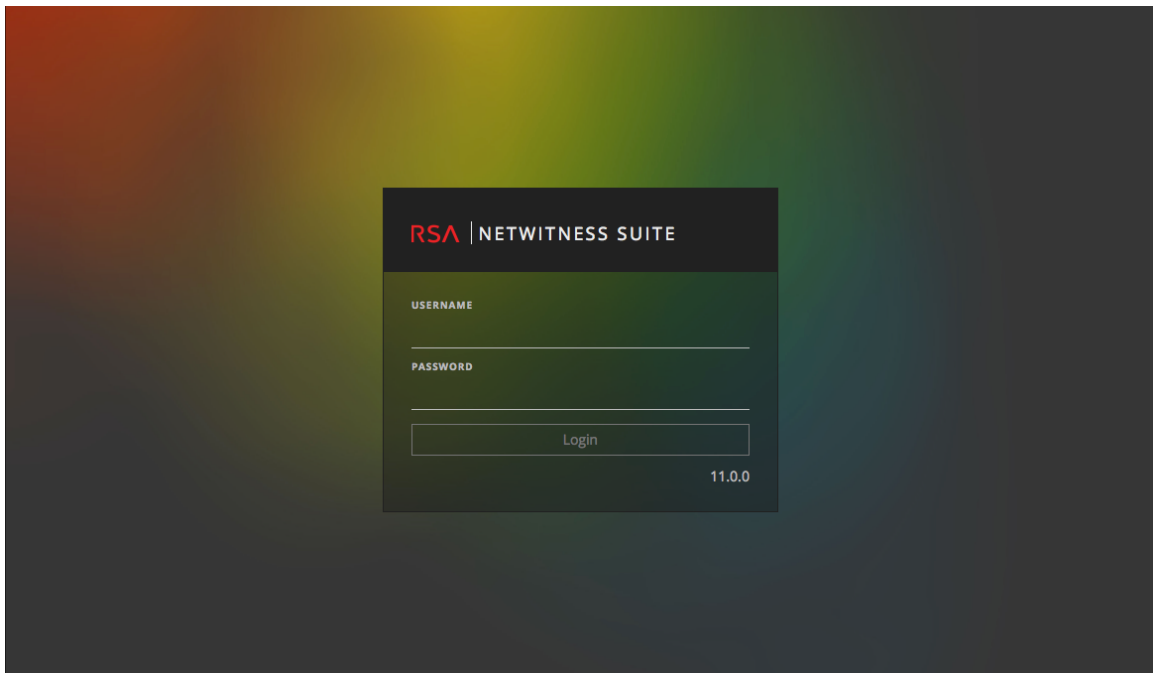 RSA | NETWITNESS SUITE
USERNAME
PASSWORD
Login
11.0.0